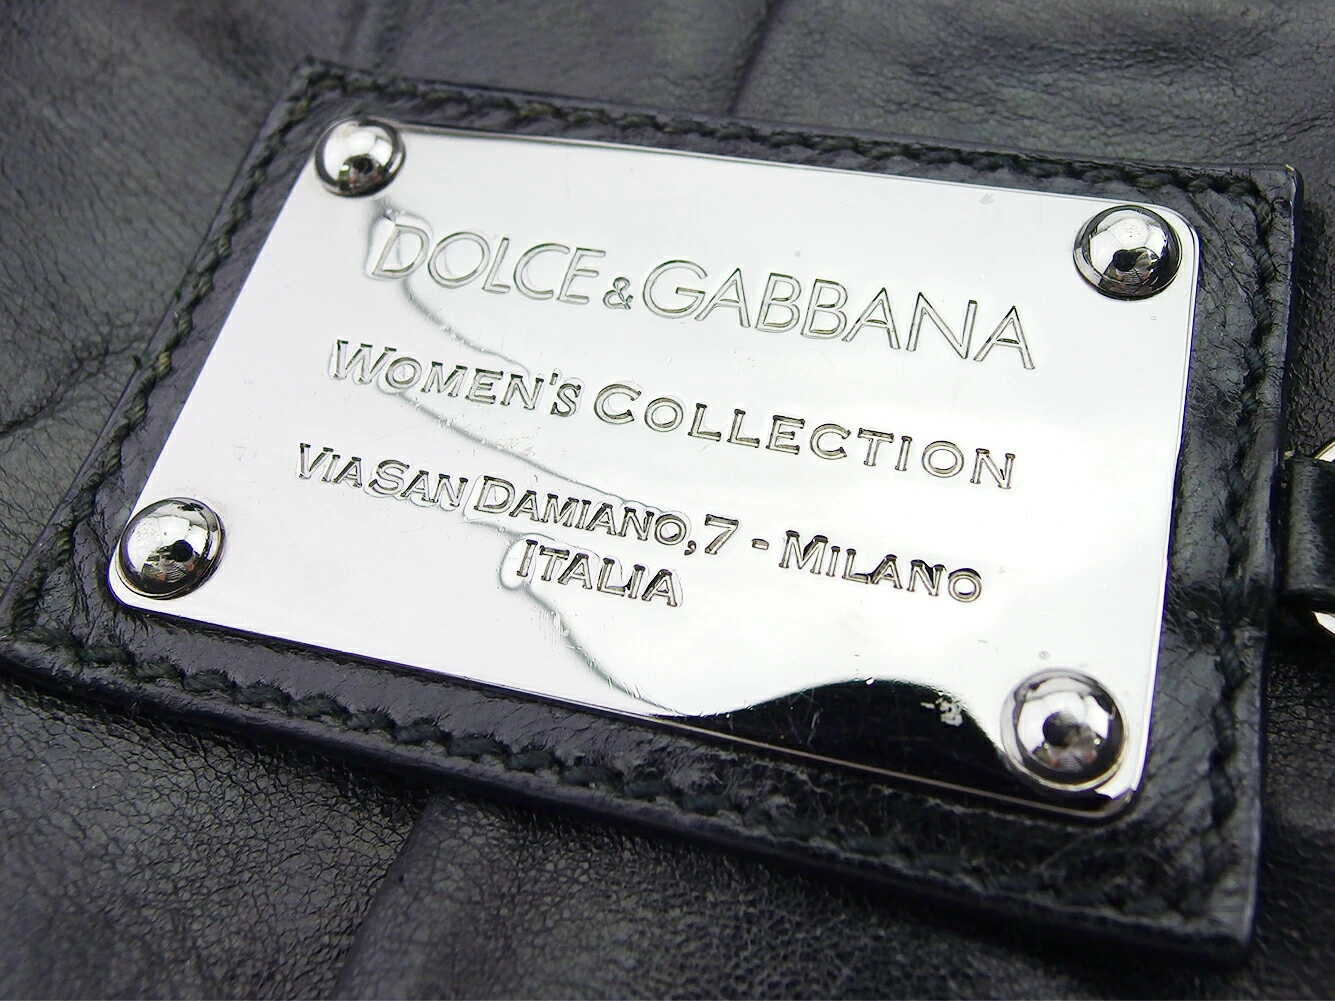 DOLCE & GABBANA
WOMEN'S COLLECTION
VIA SAN DAMIANO, 7 - MILANO
ITALIA